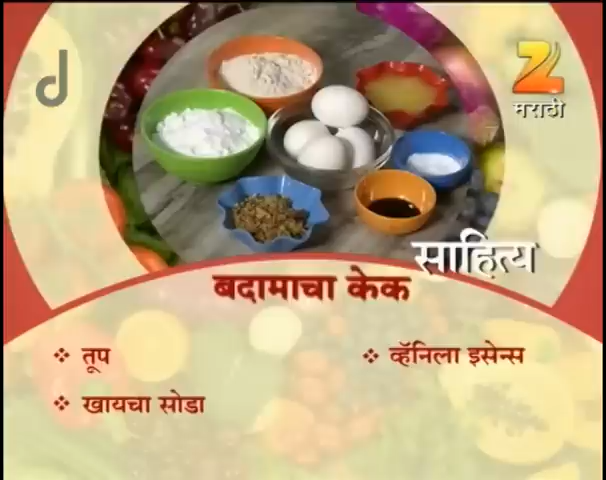 मराठी
साहित्य
बदामाचा केक
❖ तूप
❖ व्हॅनिला इसेन्स
❖ खायचा सोडा